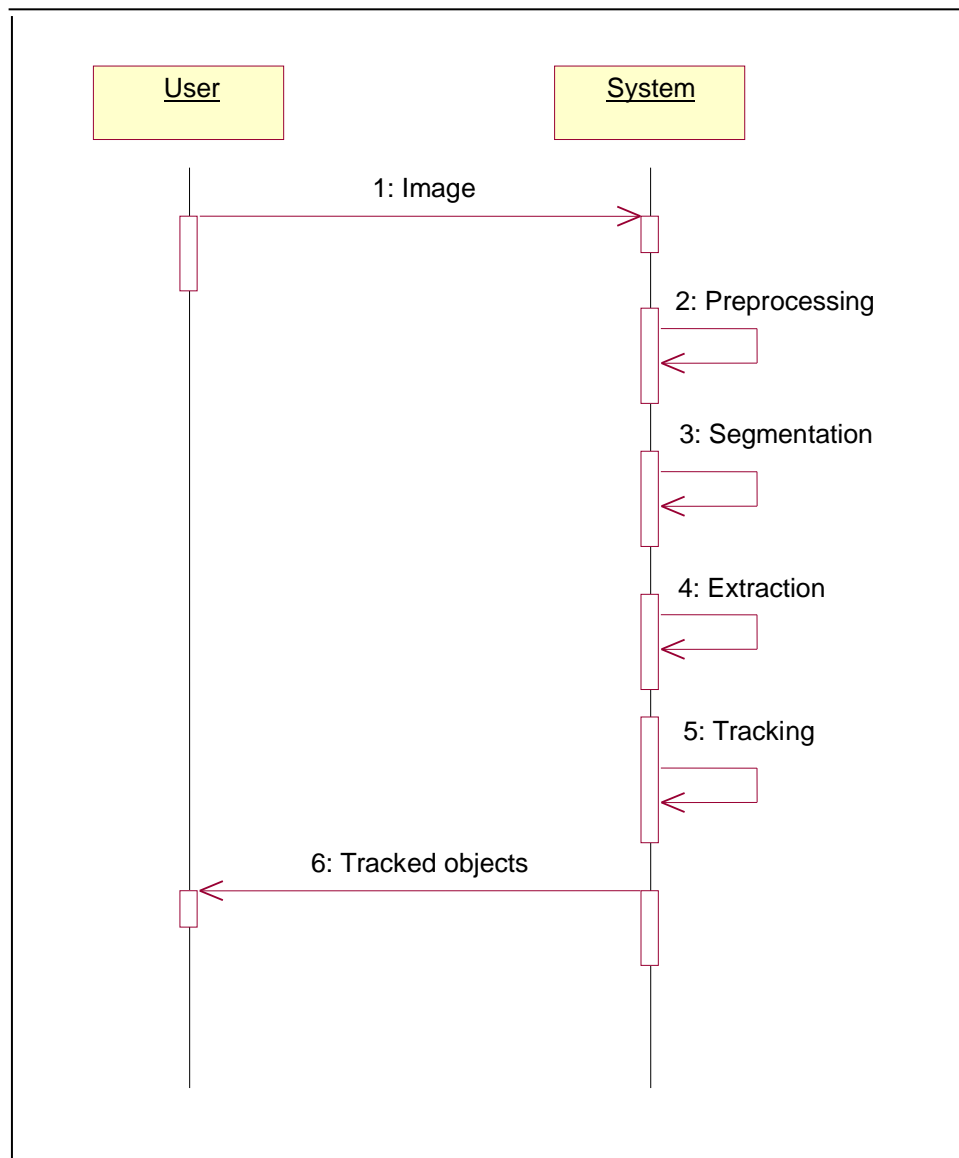 User
System
1: Image
2: Preprocessing
3: Segmentation
4: Extraction
5: Tracking
6: Tracked objects